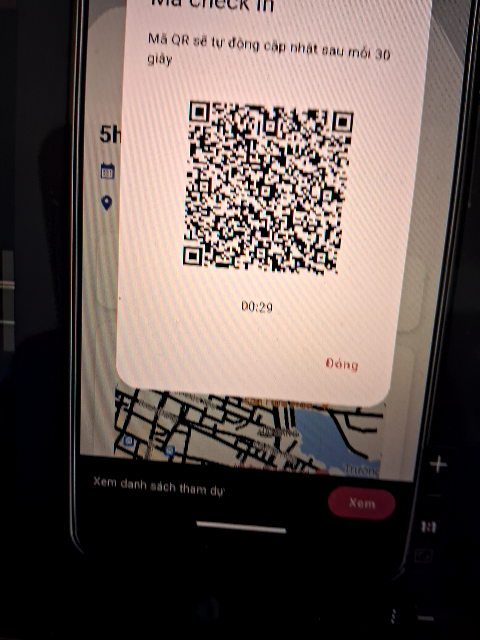 Mã check in
Mã QR sẽ tự động cập nhật sau mỗi 30
giây
5h
00:29
Đóng
Trương
Xem danh sách tham dự
Xem